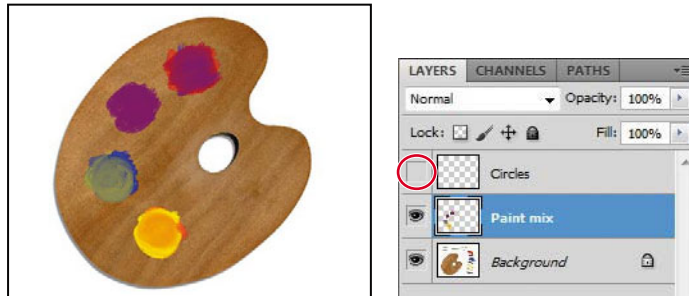 LAYERS CHANNELS PATHS
Normal Opacity: 100%
Lock: Fill: 100%
Circles
Paint mix
Background